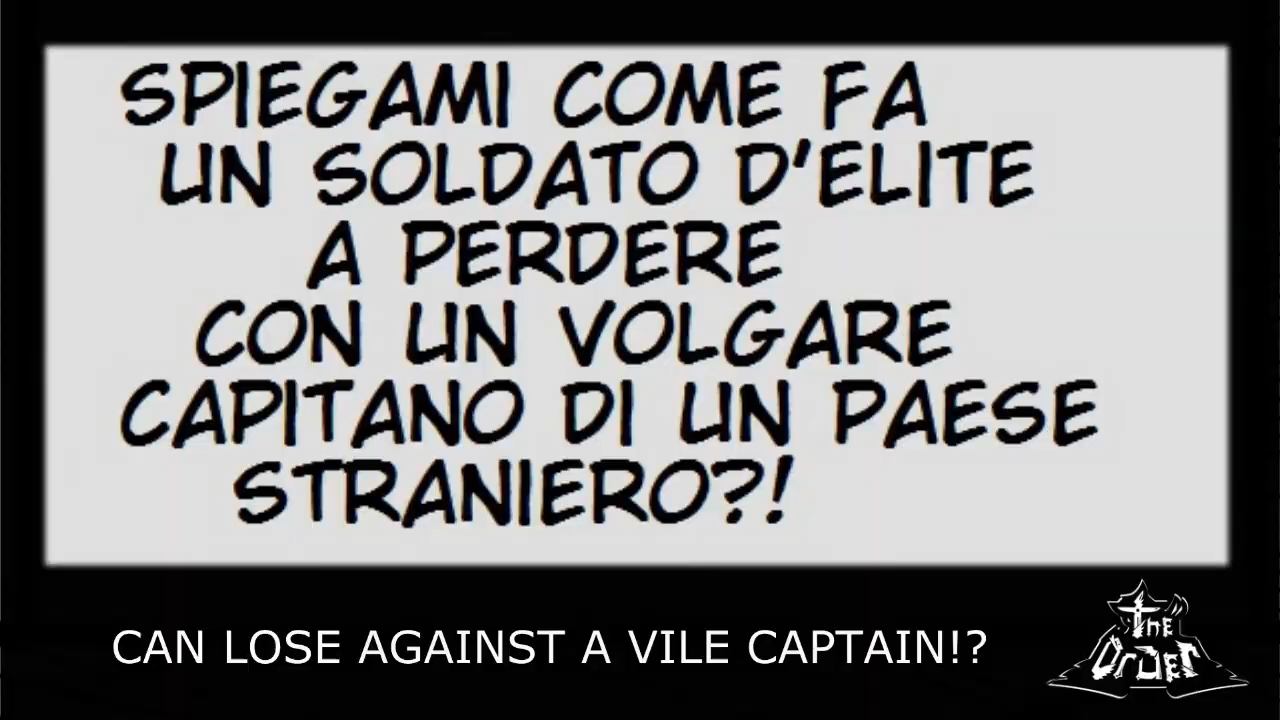 SPIEGAMI COME FA
UN SOLDATO D'ELITE
A PERDERE
CON UN VOLGARE
CAPITANO DI UN PAESE
STRANIERO?!
CAN LOSE AGAINST A VILE CAPTAIN!?
THE
ORDER